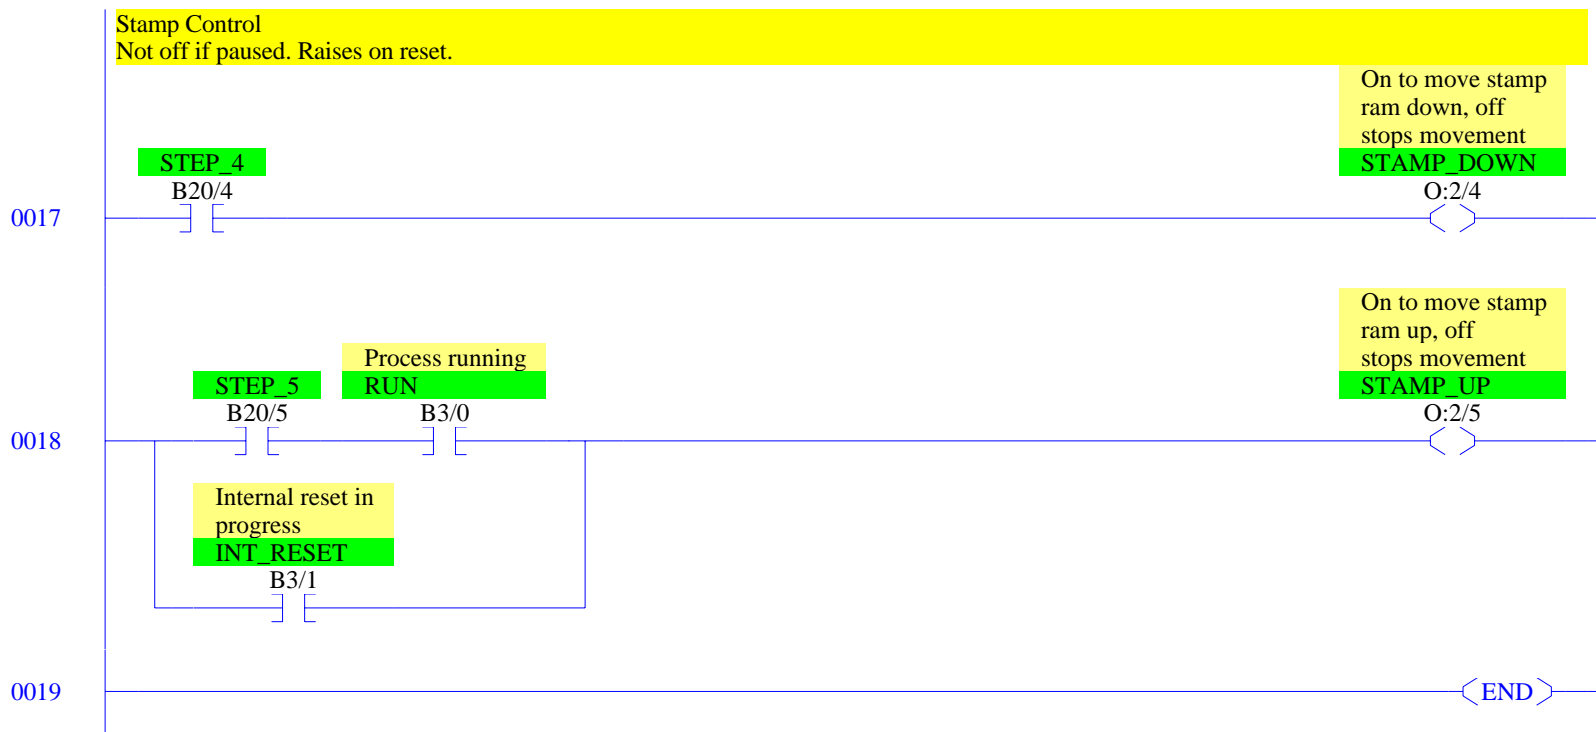 Stamp Control
Not off if paused. Raises on reset.
On to move stamp
ram down, off
stops movement
STEP_4
STAMP_DOWN
B20/4
O:2/4
0017
On to move stamp
ram up, off
stops movement
Process running
STEP_5
RUN
STAMP_UP
B20/5
B3/0
O:2/5
0018
Internal reset in
progress
INT_RESET
B3/1
0019
END